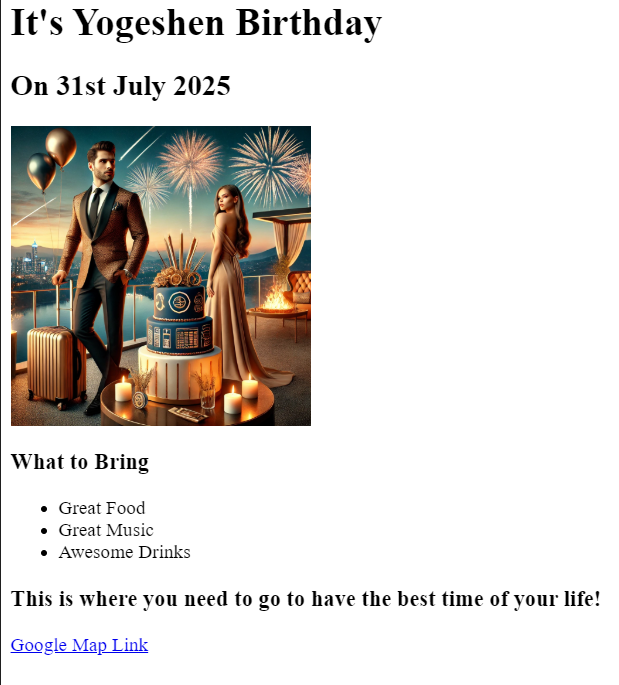 It's Yogeshen Birthday
On 31st July 2025
What to Bring
Great Food
Great Music
Awesome Drinks
This is where you need to go to have the best time of your life!
Google Map Link